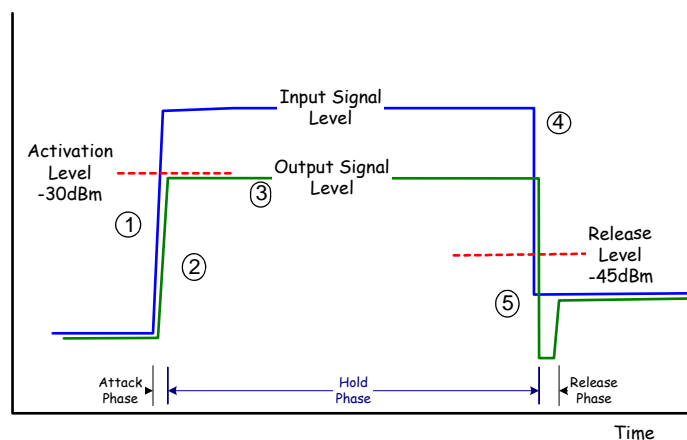 Input Signal
Level
④
Activation
Level
-30dBm
Output Signal
Level
③
①
②
Release
Level
-45dBm
⑤
Attack
Phase
Hold
Phase
Release
Phase
Time